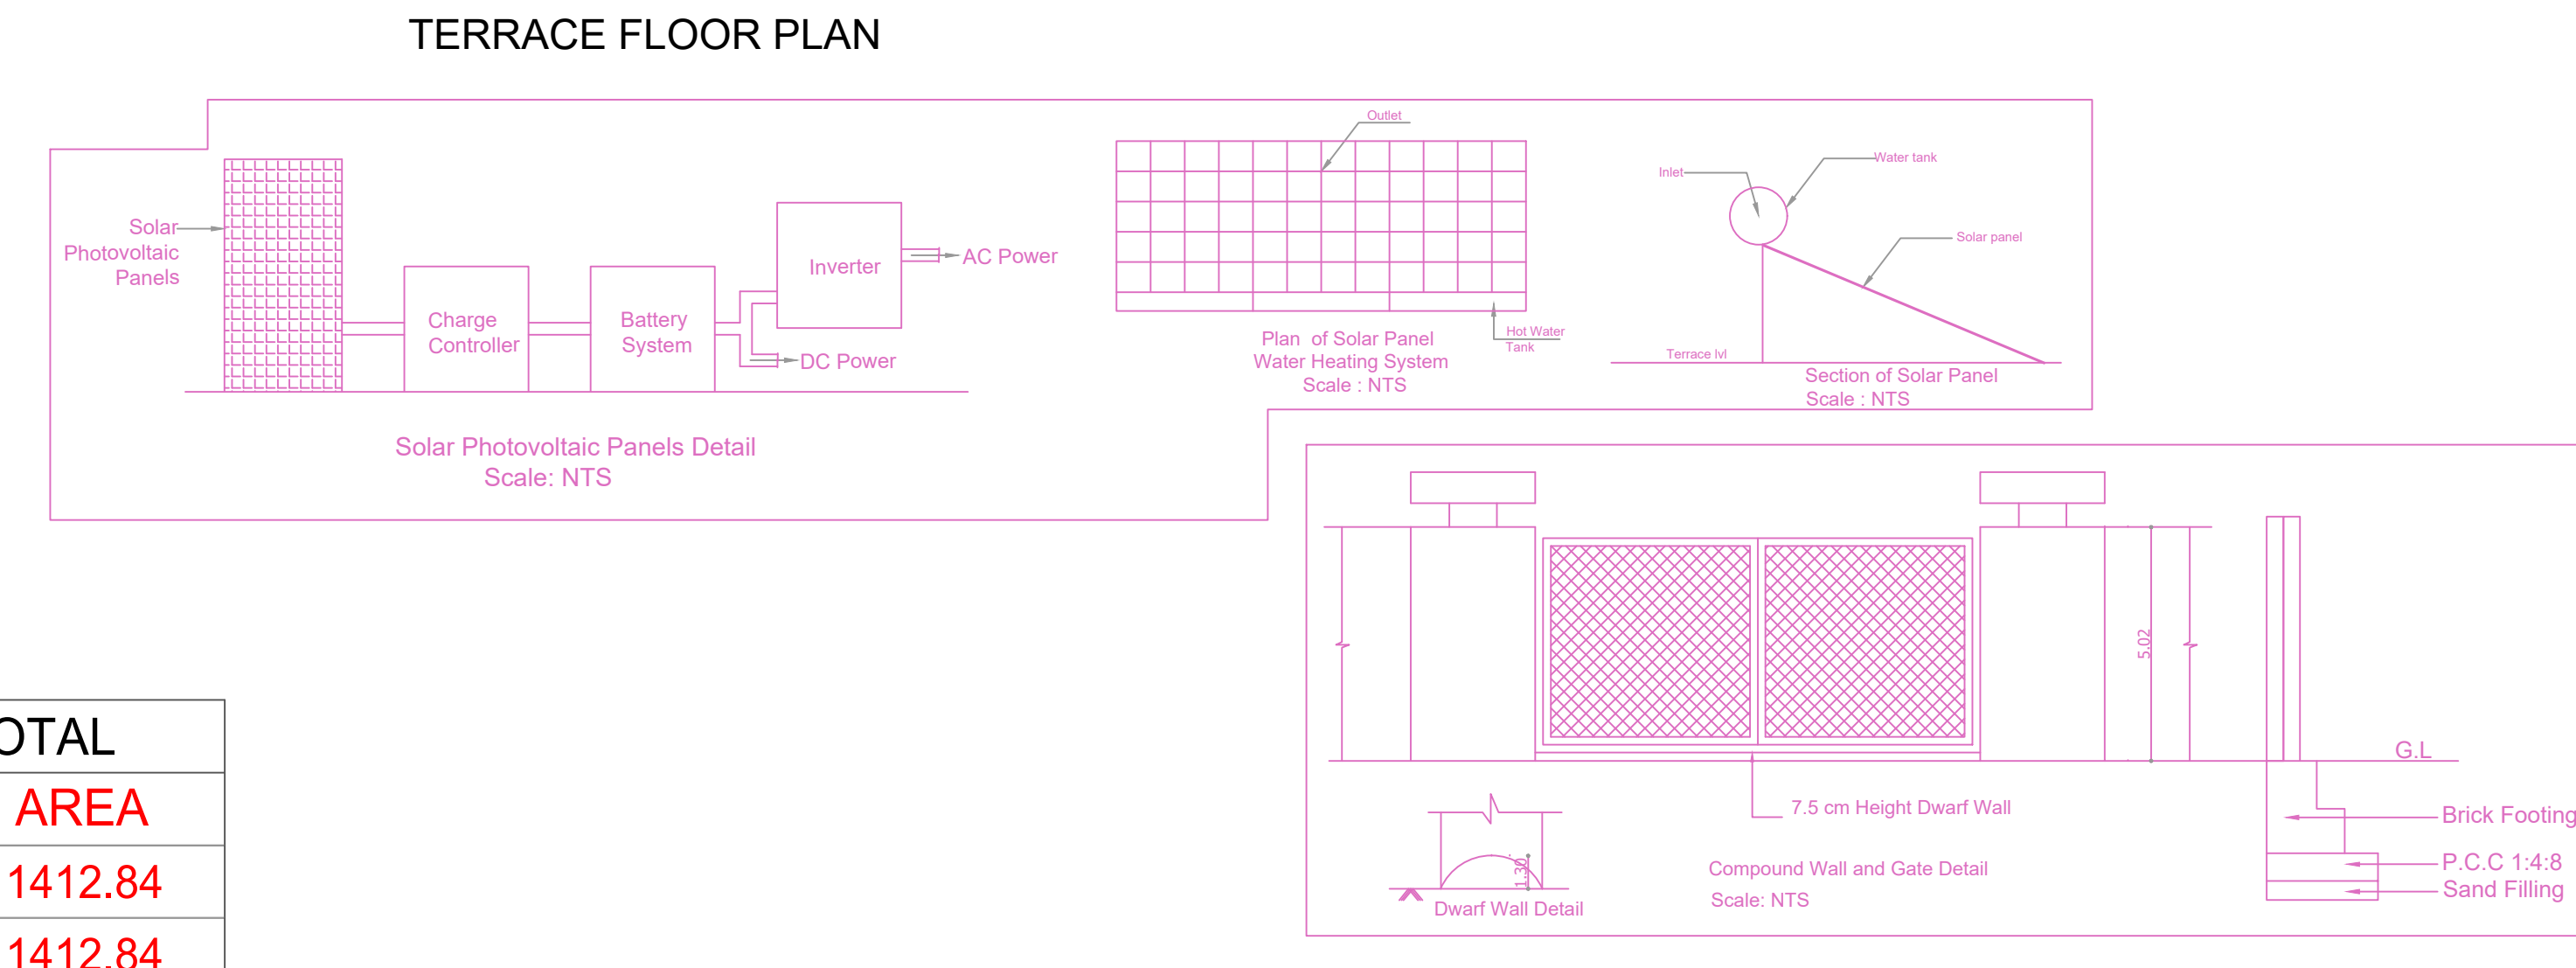 TERRACE FLOOR PLAN
Solar
Photovoltaic
Panels
Charge
Controller
Battery
System
Inverter
AC Power
DC Power
Solar Photovoltaic Panels Detail
Scale: NTS
Outlet
Hot Water
Tank
Plan of Solar Panel
Water Heating System
Scale : NTS
Inlet
Water tank
Solar panel
Terrace lvl
Section of Solar Panel
Scale : NTS
5.02
G.L
7.5 cm Height Dwarf Wall
1.30
Dwarf Wall Detail
Compound Wall and Gate Detail
Scale: NTS
Brick Footing
P.C.C 1:4:8
Sand Filling
OTAL
AREA
1412.84
1412.84